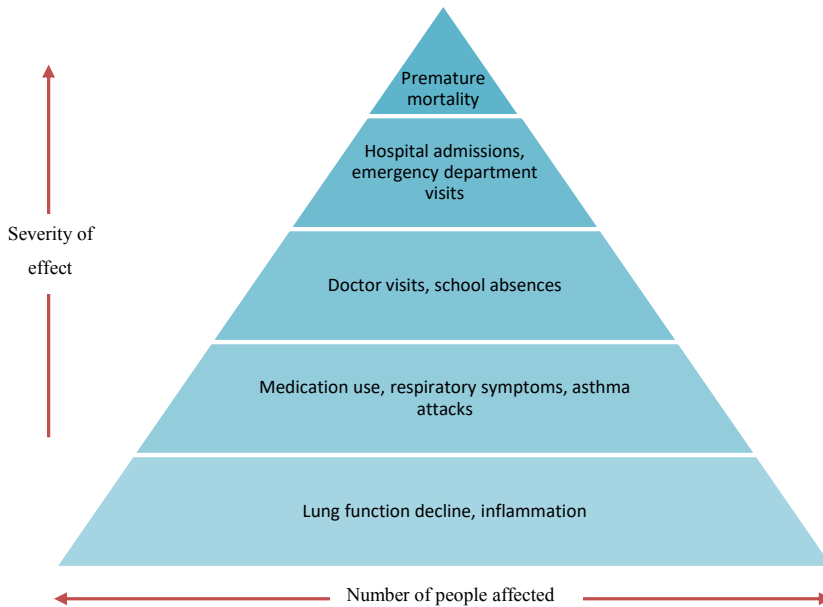 Premature
mortality
Hospital admissions,
emergency department
visits
Severity of
effect
Doctor visits, school absences
Medication use, respiratory symptoms, asthma
attacks
Lung function decline, inflammation
Number of people affected